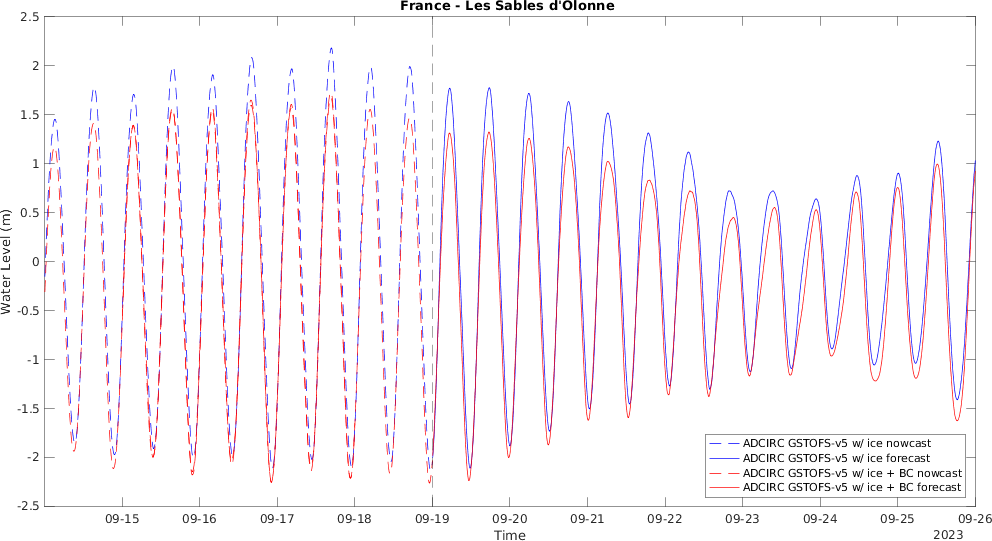 France - Les Sables d'Olonne
2.5
2
1.5
1
0.5
0
-0.5
-1
-1.5
-2
-2.5
Water Level (m)
ADCIRC GSTOFS-v5 w/ ice nowcast
ADCIRC GSTOFS-v5 w/ ice forecast
ADCIRC GSTOFS-v5 w/ ice + BC nowcast
ADCIRC GSTOFS-v5 w/ ice + BC forecast
09-15 09-16 09-17 09-18 09-19 09-20 09-21 09-22 09-23 09-24 09-25 09-26
Time
2023